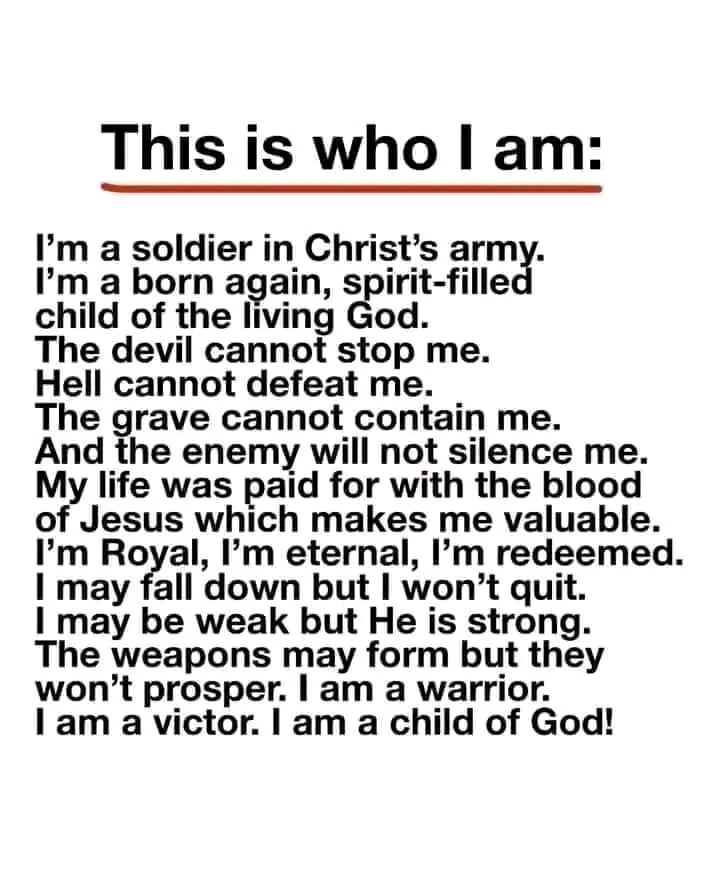 This is who I am:
I’m a soldier in Christ’s army.
I’m a born again, spirit-filled
child of the living God.
The devil cannot stop me.
Hell cannot defeat me.
The grave cannot contain me.
And the enemy will not silence me.
My life was paid for with the blood
of Jesus which makes me valuable.
I’m Royal, I’m eternal, I’m redeemed.
I may fall down but I won’t quit.
I may be weak but He is strong.
The weapons may form but they
won’t prosper. I am a warrior.
I am a victor. I am a child of God!